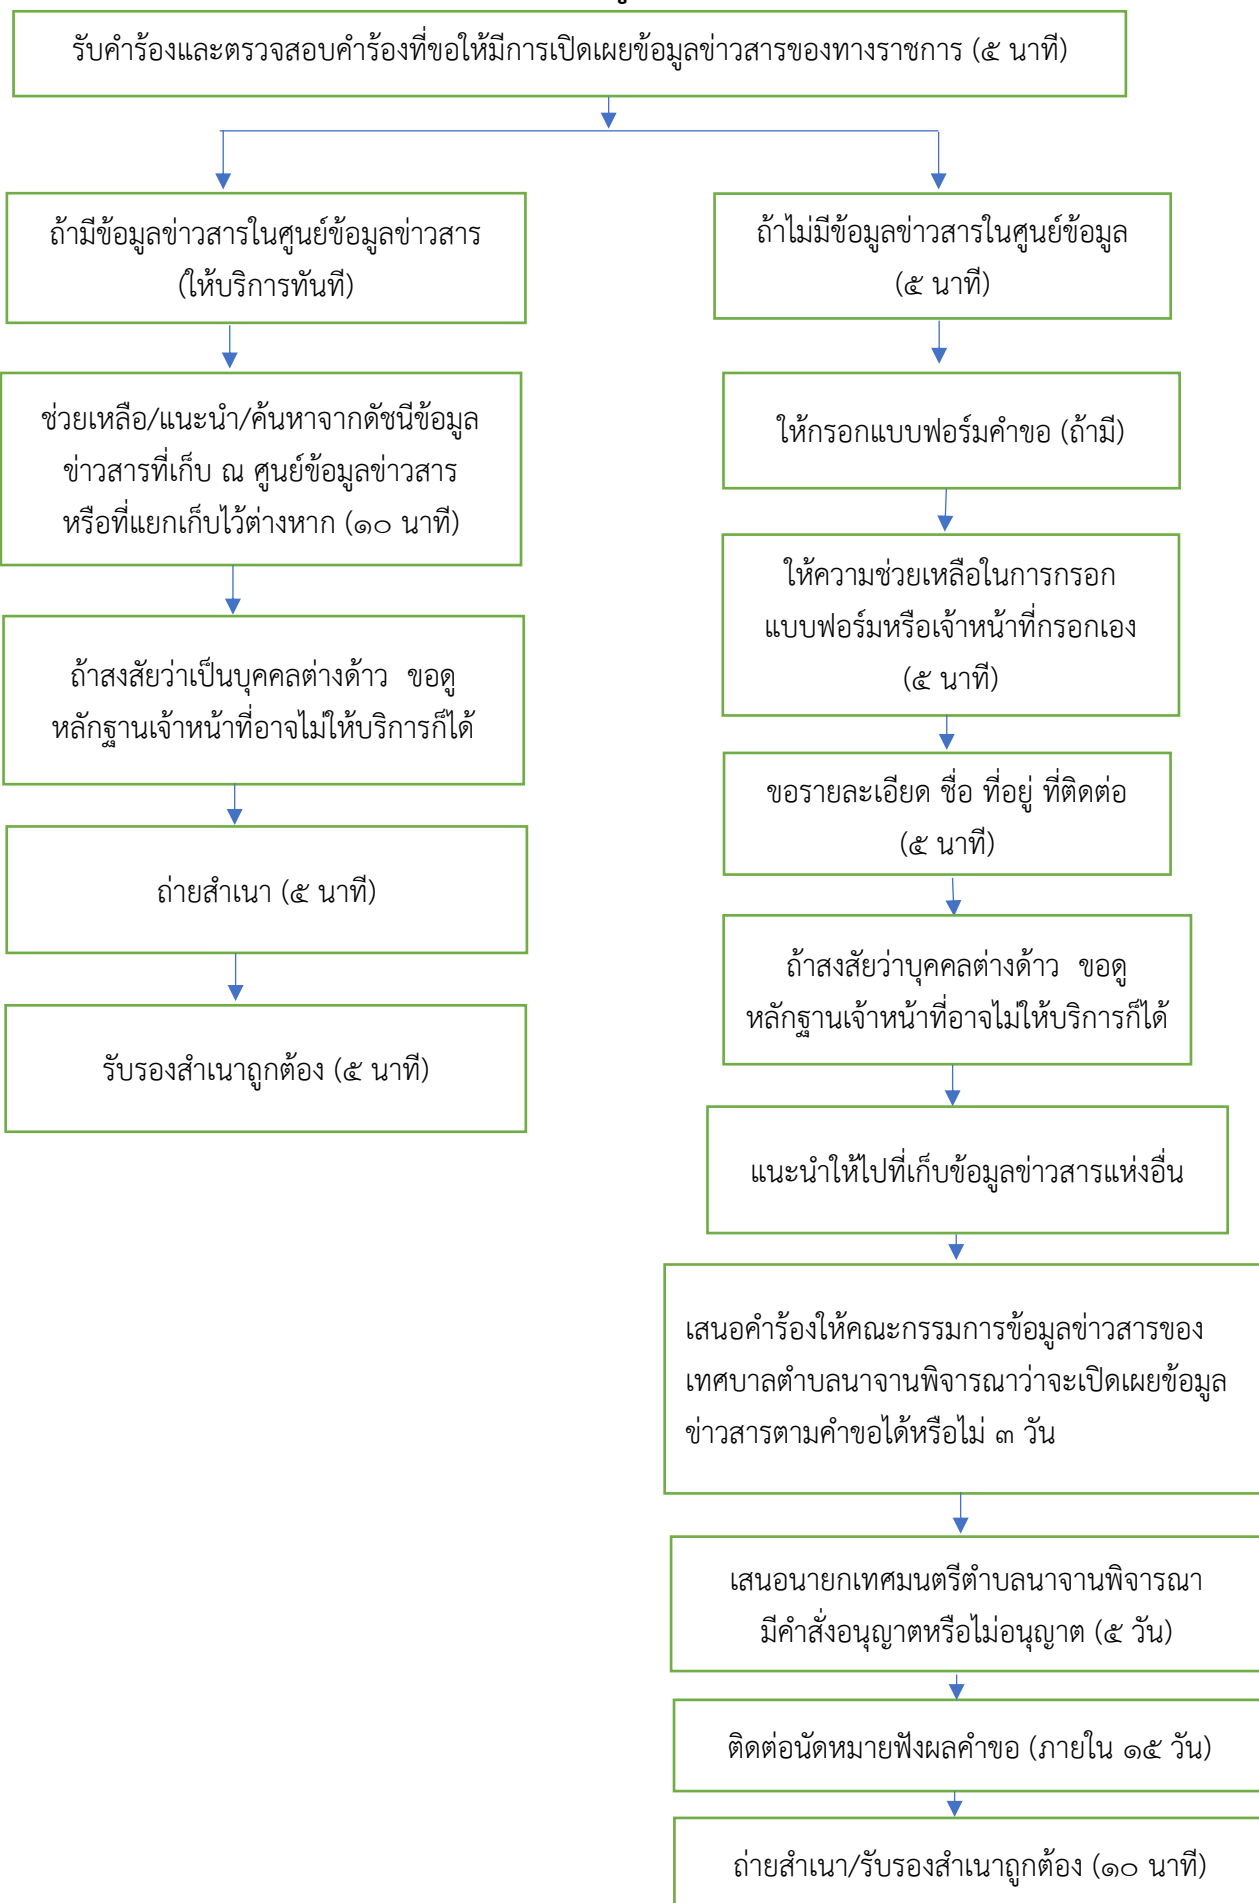 รับคำร้องและตรวจสอบคำร้องที่ขอให้มีการเปิดเผยข้อมูลข่าวสารของทางราชการ (๕ นาที)
ถ้ามีข้อมูลข่าวสารในศูนย์ข้อมูลข่าวสาร
(ให้บริการทันที)
ช่วยเหลือ/แนะนำ/ค้นหาจากดัชนีข้อมูล
ข่าวสารที่เก็บ ณ ศูนย์ข้อมูลข่าวสาร
หรือที่แยกเก็บไว้ต่างหาก (๑๐ นาที)
ถ้าสงสัยว่าเป็นบุคคลต่างด้าว  ขอดู
หลักฐานเจ้าหน้าที่อาจไม่ให้บริการก็ได้
ถ่ายสำเนา (๕ นาที)
รับรองสำเนาถูกต้อง (๕ นาที)
ถ้าไม่มีข้อมูลข่าวสารในศูนย์ข้อมูล
(๕ นาที)
ให้กรอกแบบฟอร์มคำขอ (ถ้ามี)
ให้ความช่วยเหลือในการกรอก
แบบฟอร์มหรือเจ้าหน้าที่กรอกเอง
(๕ นาที)
ขอรายละเอียด ชื่อ ที่อยู่ ที่ติดต่อ
(๕ นาที)
ถ้าสงสัยว่าบุคคลต่างด้าว  ขอดู
หลักฐานเจ้าหน้าที่อาจไม่ให้บริการก็ได้
แนะนำให้ไปที่เก็บข้อมูลข่าวสารแห่งอื่น
เสนอคำร้องให้คณะกรรมการข้อมูลข่าวสารของ
เทศบาลตำบลนาจานพิจารณาว่าจะเปิดเผยข้อมูล
ข่าวสารตามคำขอได้หรือไม่ ๓ วัน
เสนอนายกเทศมนตรีตำบลนาจานพิจารณา
มีคำสั่งอนุญาตหรือไม่อนุญาต (๕ วัน)
ติดต่อนัดหมายฟังผลคำขอ (ภายใน ๑๕ วัน)
ถ่ายสำเนา/รับรองสำเนาถูกต้อง (๑๐ นาที)